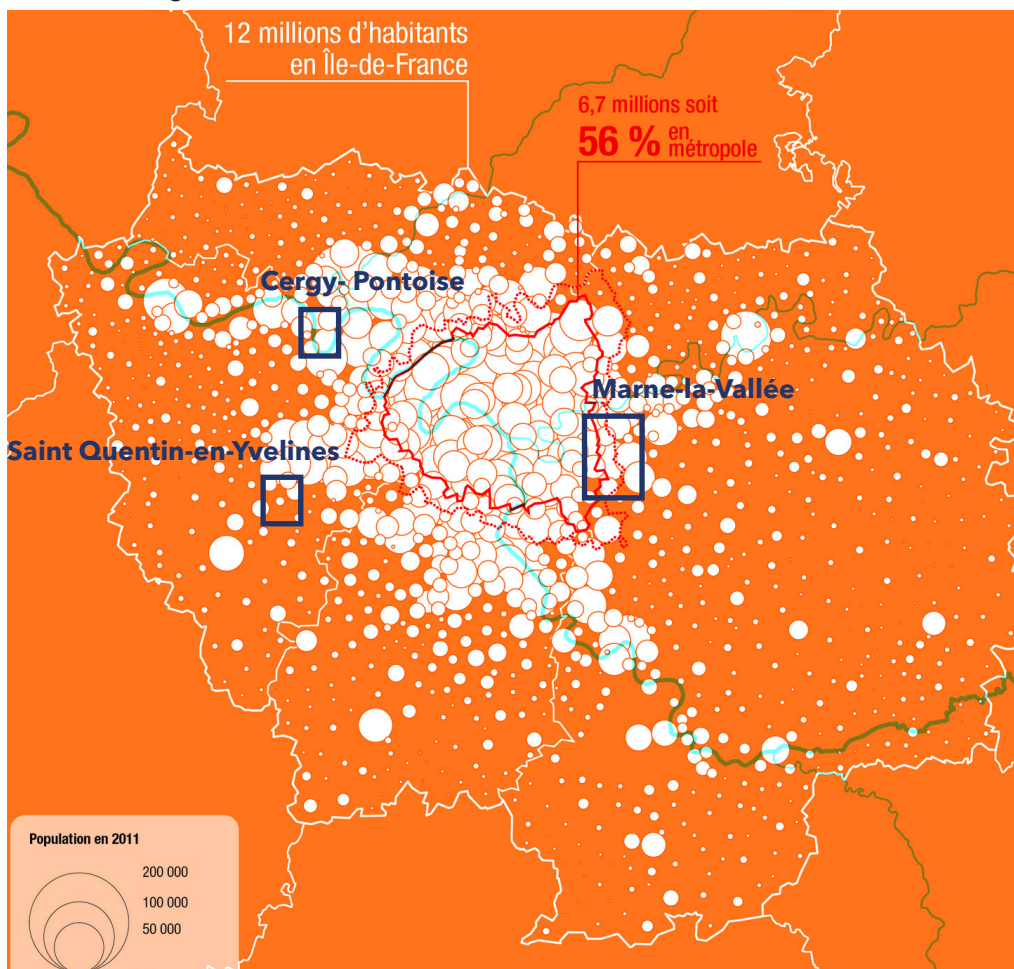 12 millions d’habitants
en Île-de-France
6,7 millions soit
56 % en
métropole
Cergy- Pontoise
Marne-la-Vallée
Saint Quentin-en-Yvelines
Population en 2011
200 000
100 000
50 000